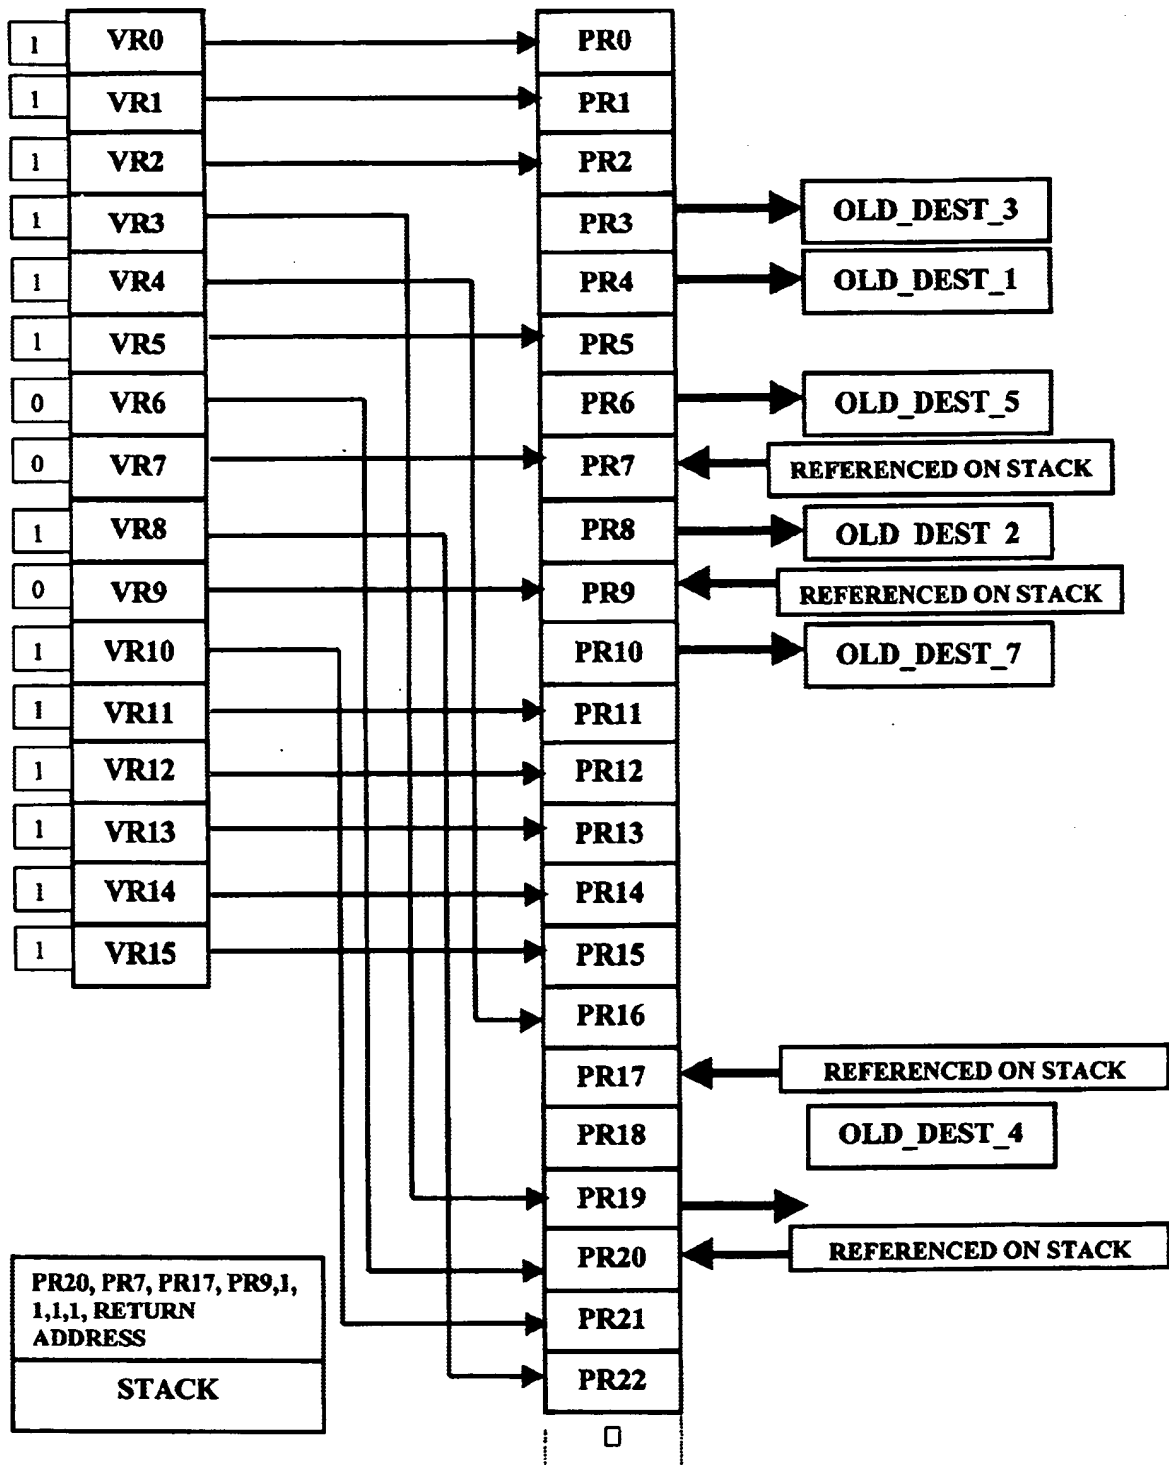 1 VR0 PR0
1 VR1 PR1
1 VR2 PR2
1 VR3 PR3 OLD_DEST_3
1 VR4 PR4 OLD_DEST_1
1 VR5 PR5
0 VR6 PR6 OLD_DEST_5
0 VR7 PR7 REFERENCED ON STACK
1 VR8 PR8 OLD DEST 2
0 VR9 PR9 REFERENCED ON STACK
1 VR10 PR10 OLD_DEST_7
1 VR11 PR11
1 VR12 PR12
1 VR13 PR13
1 VR14 PR14
1 VR15 PR15
PR16
PR17 REFERENCED ON STACK
PR18 OLD_DEST_4
PR19
PR20 REFERENCED ON STACK
PR21
PR22
PR20, PR7, PR17, PR9,1,
1,1,1, RETURN
ADDRESS
STACK